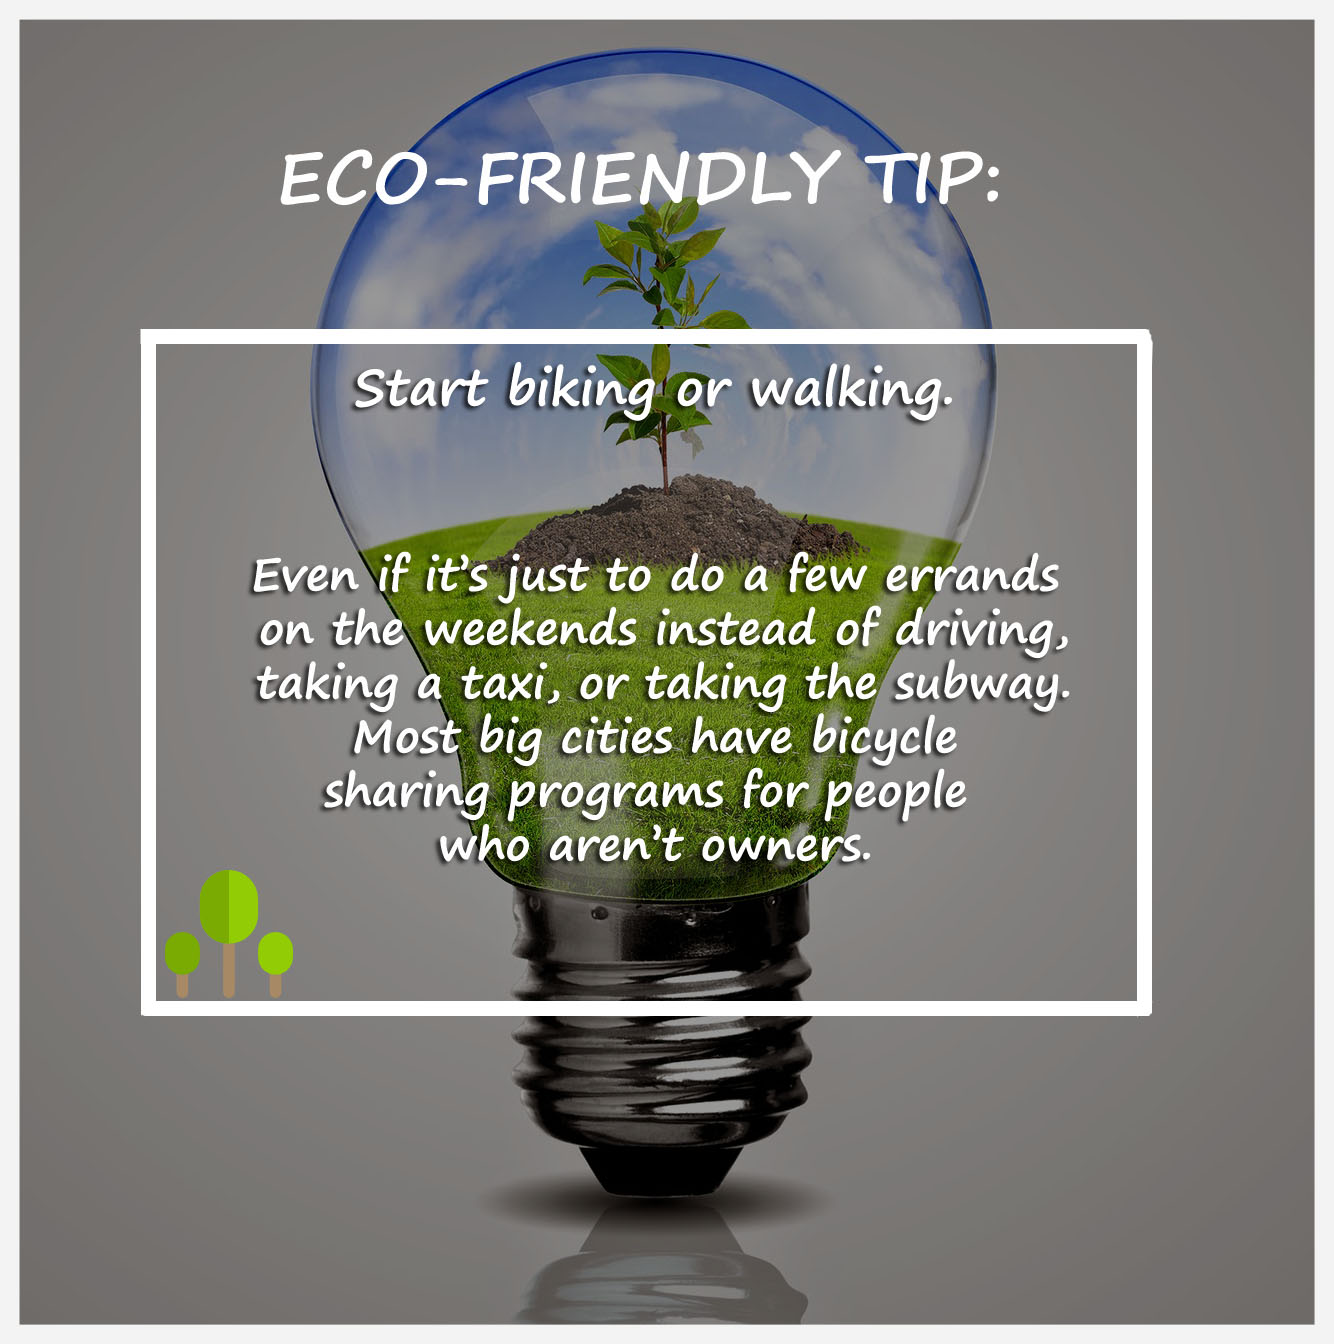 ECO-FRIENDLY TIP:
Start biking or walking.
Even if it's just to do a few errands
on the weekends instead of driving,
taking a taxi, or taking the subway.
Most big cities have bicycle
sharing programs for people
who aren't owners.